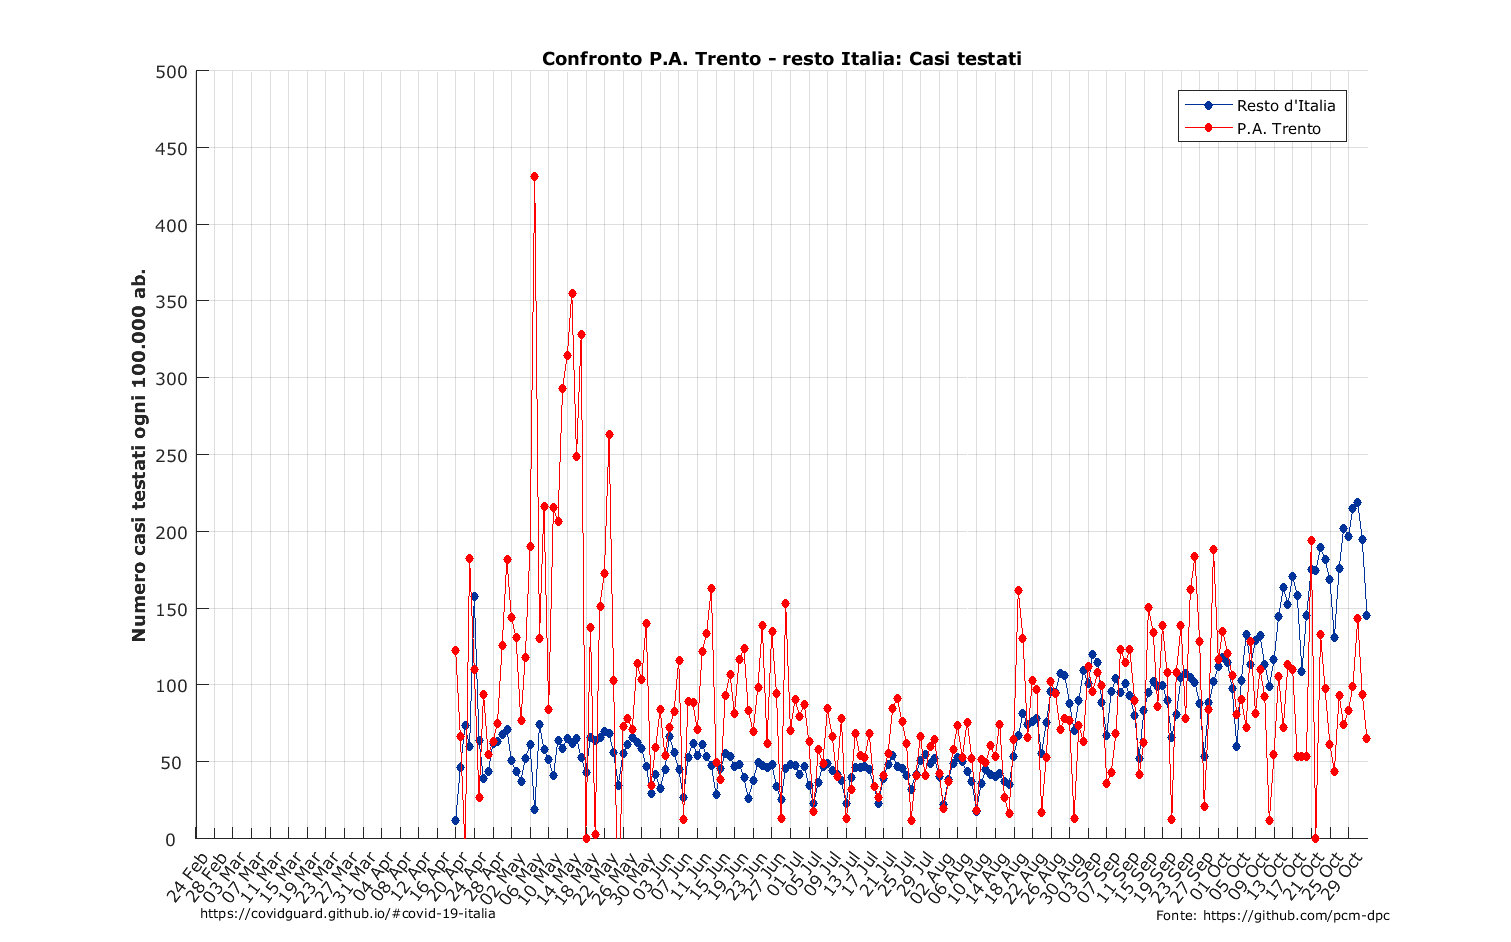 Confronto P.A. Trento - resto Italia: Casi testati
Resto d'Italia
P.A. Trento
Numero casi testati ogni 100.000 ab.
500
450
400
350
300
250
200
150
100
50
0
24 Feb
28 Feb
03 Mar
07 Mar
11 Mar
15 Mar
19 Mar
23 Mar
27 Mar
31 Mar
04 Apr
08 Apr
12 Apr
16 Apr
20 Apr
24 Apr
28 Apr
02 May
06 May
10 May
14 May
18 May
22 May
26 May
30 May
03 Jun
07 Jun
11 Jun
15 Jun
19 Jun
23 Jun
27 Jun
01 Jul
05 Jul
09 Jul
13 Jul
17 Jul
21 Jul
25 Jul
29 Jul
02 Aug
06 Aug
10 Aug
14 Aug
18 Aug
22 Aug
26 Aug
30 Aug
03 Sep
07 Sep
11 Sep
15 Sep
19 Sep
23 Sep
27 Sep
01 Oct
05 Oct
09 Oct
13 Oct
17 Oct
21 Oct
25 Oct
29 Oct
https://covidguard.github.io/#covid-19-italia
Fonte: https://github.com/pcm-dpc